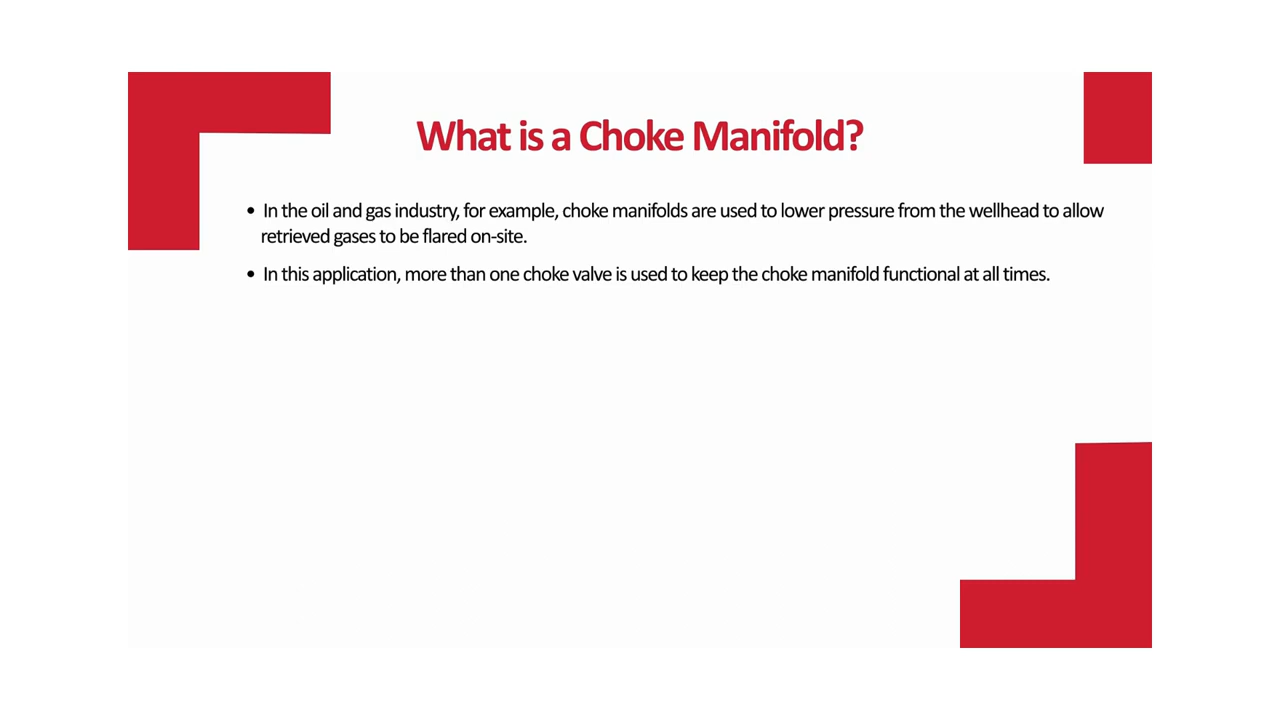 What is a Choke Manifold?
• In the oil and gas industry, for example, choke manifolds are used to lower pressure from the wellhead to allow
retrieved gases to be flared on-site.
• In this application, more than one choke valve is used to keep the choke manifold functional at all times.